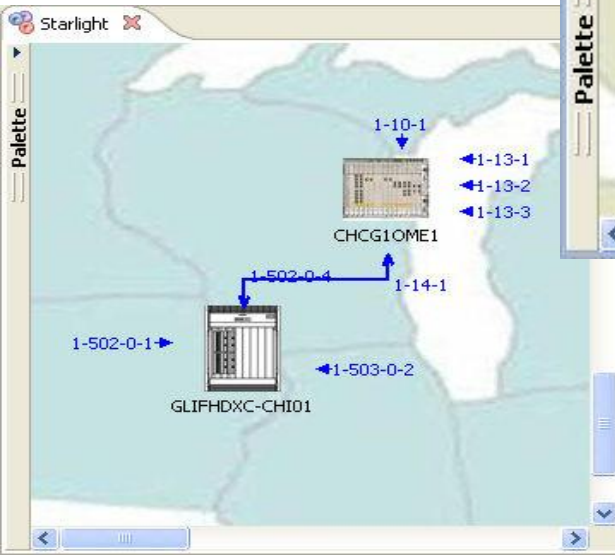 Starlight
Palette
Palette
1-10-1
1-13-1
1-13-2
1-13-3
CHCG1OME1
1-502-0-4
1-14-1
1-502-0-1
1-503-0-2
GLIFHDXC-CHI01